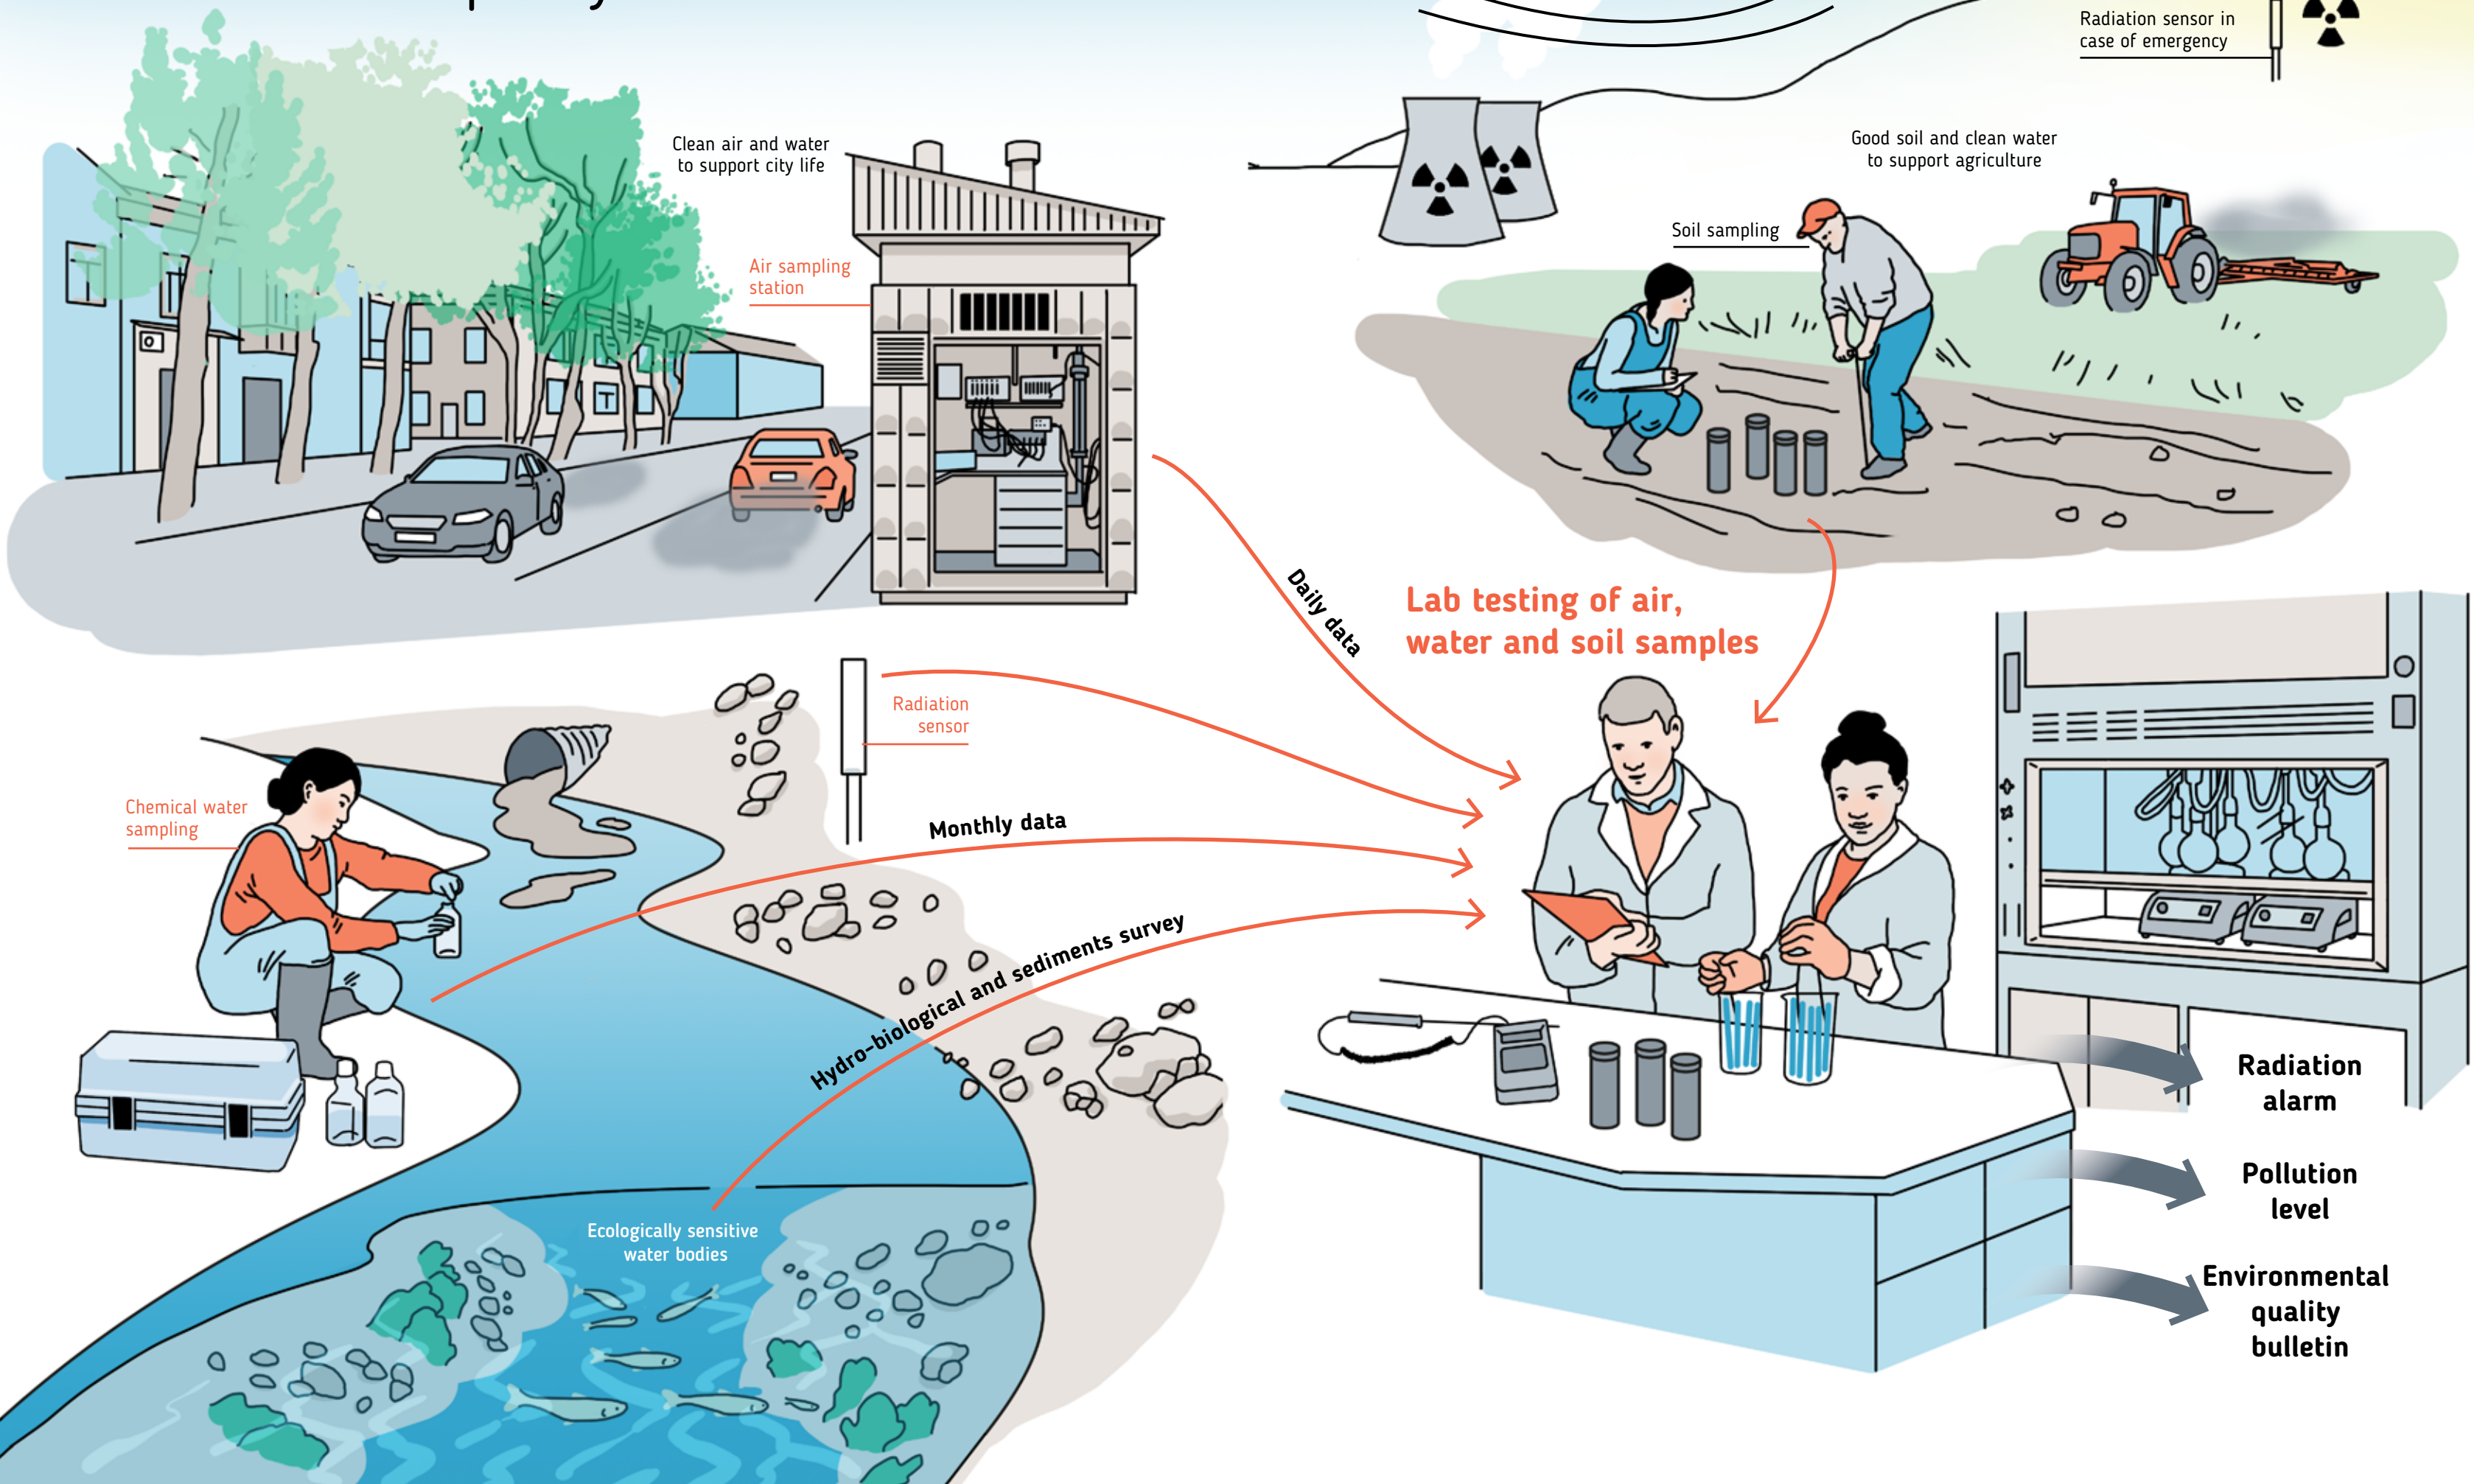 Radiation sensor in
case of emergency
Clean air and water
to support city life
Good soil and clean water
to support agriculture
Soil sampling
Air sampling
station
Daily data
Lab testing of air,
water and soil samples
Radiation
sensor
Chemical water
sampling
Monthly data
Hydro-biological and sediments survey
Ecologically sensitive
water bodies
Radiation
alarm
Pollution
level
Environmental
quality
bulletin